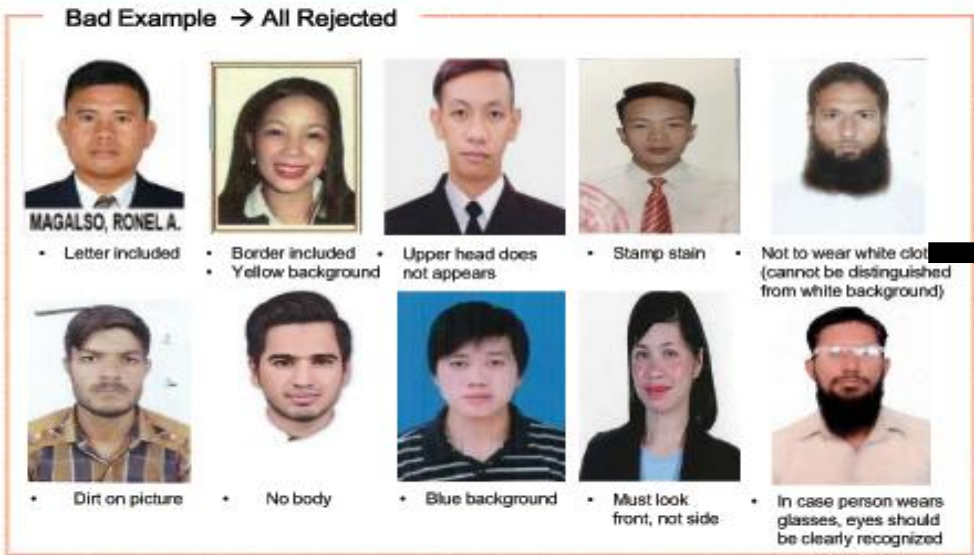 Bad Example → All Rejected
MAGALSO, RONEL A.
• Letter included
• Border included
• Yellow background
• Upper head does
not appears
• Stamp stain
• Not to wear white
(cannot be distinguished
from white background)
• Dirt on picture
• No body
• Blue background
• Must look
front, not side
• In case person wears
glasses, eyes should
be clearly recognized